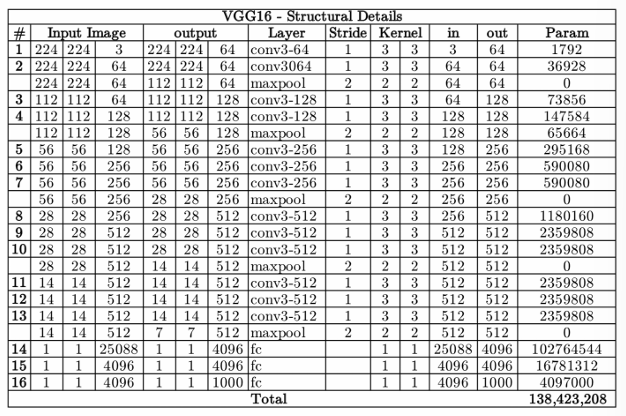 VGG16 - Structural Details
# Input Image output Layer Stride Kernel in out Param
1 224 224 3 224 224 64 conv3-64 1 3 3 3 64 1792
2 224 224 64 224 224 64 conv3064 1 3 3 64 64 36928
224 224 64 112 112 64 maxpool 2 2 2 64 64 0
3 112 112 64 112 112 128 conv3-128 1 3 3 64 128 73856
4 112 112 128 112 112 128 conv3-128 1 3 3 128 128 147584
112 112 128 56 56 128 maxpool 2 2 2 128 128 65664
5 56 56 128 56 56 256 conv3-256 1 3 3 128 256 295168
6 56 56 256 56 56 256 conv3-256 1 3 3 256 256 590080
7 56 56 256 56 56 256 conv3-256 1 3 3 256 256 590080
56 56 256 28 28 256 maxpool 2 2 2 256 256 0
8 28 28 256 28 28 512 conv3-512 1 3 3 256 512 1180160
9 28 28 512 28 28 512 conv3-512 1 3 3 512 512 2359808
10 28 28 512 28 28 512 conv3-512 1 3 3 512 512 2359808
28 28 512 14 14 512 maxpool 2 2 2 512 512 0
11 14 14 512 14 14 512 conv3-512 1 3 3 512 512 2359808
12 14 14 512 14 14 512 conv3-512 1 3 3 512 512 2359808
13 14 14 512 14 14 512 conv3-512 1 3 3 512 512 2359808
14 14 512 7 7 512 maxpool 2 2 2 512 512 0
14 1 1 25088 1 1 4096 fc 1 1 25088 4096 102764544
15 1 1 4096 1 1 4096 fc 1 1 4096 4096 16781312
16 1 1 4096 1 1 1000 fc 1 1 4096 1000 4097000
Total 138,423,208